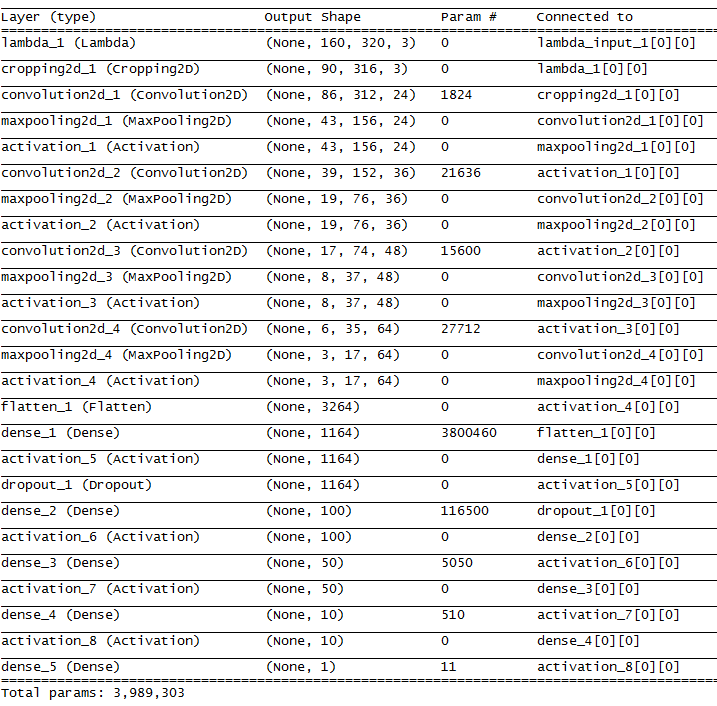 Layer (type) Output Shape Param # Connected to
lambda_1 (Lambda) (None, 160, 320, 3) 0 lambda_input_1[0][0]
cropping2d_1 (Cropping2D) (None, 90, 316, 3) 0 lambda_1[0][0]
convolution2d_1 (Convolution2D) (None, 86, 312, 24) 1824 cropping2d_1[0][0]
maxpooling2d_1 (MaxPooling2D) (None, 43, 156, 24) 0 convolution2d_1[0][0]
activation_1 (Activation) (None, 43, 156, 24) 0 maxpooling2d_1[0][0]
convolution2d_2 (Convolution2D) (None, 39, 152, 36) 21636 activation_1[0][0]
maxpooling2d_2 (MaxPooling2D) (None, 19, 76, 36) 0 convolution2d_2[0][0]
activation_2 (Activation) (None, 19, 76, 36) 0 maxpooling2d_2[0][0]
convolution2d_3 (Convolution2D) (None, 17, 74, 48) 15600 activation_2[0][0]
maxpooling2d_3 (MaxPooling2D) (None, 8, 37, 48) 0 convolution2d_3[0][0]
activation_3 (Activation) (None, 8, 37, 48) 0 maxpooling2d_3[0][0]
convolution2d_4 (Convolution2D) (None, 6, 35, 64) 27712 activation_3[0][0]
maxpooling2d_4 (MaxPooling2D) (None, 3, 17, 64) 0 convolution2d_4[0][0]
activation_4 (Activation) (None, 3, 17, 64) 0 maxpooling2d_4[0][0]
flatten_1 (Flatten) (None, 3264) 0 activation_4[0][0]
dense_1 (Dense) (None, 1164) 3800460 flatten_1[0][0]
activation_5 (Activation) (None, 1164) 0 dense_1[0][0]
dropout_1 (Dropout) (None, 1164) 0 activation_5[0][0]
dense_2 (Dense) (None, 100) 116500 dropout_1[0][0]
activation_6 (Activation) (None, 100) 0 dense_2[0][0]
dense_3 (Dense) (None, 50) 5050 activation_6[0][0]
activation_7 (Activation) (None, 50) 0 dense_3[0][0]
dense_4 (Dense) (None, 10) 510 activation_7[0][0]
activation_8 (Activation) (None, 10) 0 dense_4[0][0]
dense_5 (Dense) (None, 1) 11 activation_8[0][0]
Total params: 3,989,303